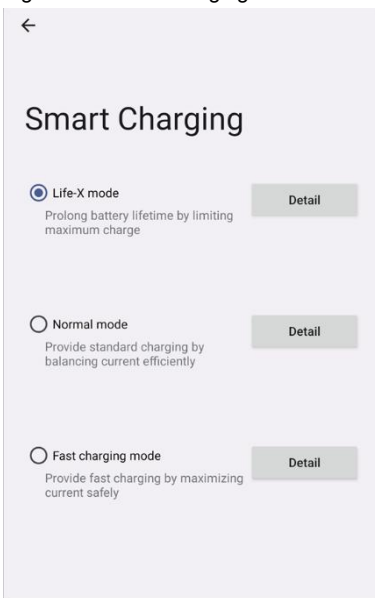 Smart Charging
Life-X mode
Detail
Prolong battery lifetime by limiting
maximum charge
Normal mode
Detail
Provide standard charging by
balancing current efficiently
Fast charging mode
Detail
Provide fast charging by maximizing
current safely